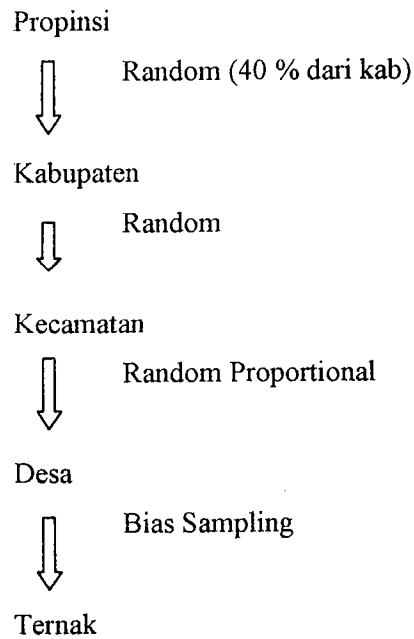 Propinsi
Random (40 % dari kab)
Kabupaten
Random
Kecamatan
Random Proportional
Desa
Bias Sampling
Ternak